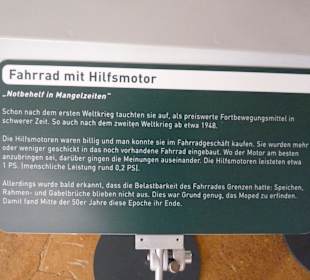 Fahrrad mit Hilfsmotor
„Notbehelf in Mangelzeiten"
Schon nach dem ersten Weltkrieg tauchten sie auf, als preiswerte Fortbewegungsmittel in
schwerer Zeit. So auch nach dem zweiten Weltkrieg ab etwa 1948.
Die Hilfsmotoren waren billig und man konnte sie im Fahrradgeschäft kaufen. Sie wurden mehr
oder weniger geschickt in das noch vorhandene Fahrrad eingebaut. Wo der Motor am besten
anzubringen sei, darüber gingen die Meinungen auseinander. Die Hilfsmotoren leisteten etwa
1 PS. (menschliche Leistung rund 0,2 PS).
Allerdings wurde bald erkannt, dass die Belastbarkeit des Fahrrades Grenzen hatte: Speichen,
Rahmen- und Gabelbrüche blieben nicht aus. Dies war Grund genug, das Moped zu erfinden.
Damit fand Mitte der 50er Jahre diese Epoche ihr Ende.